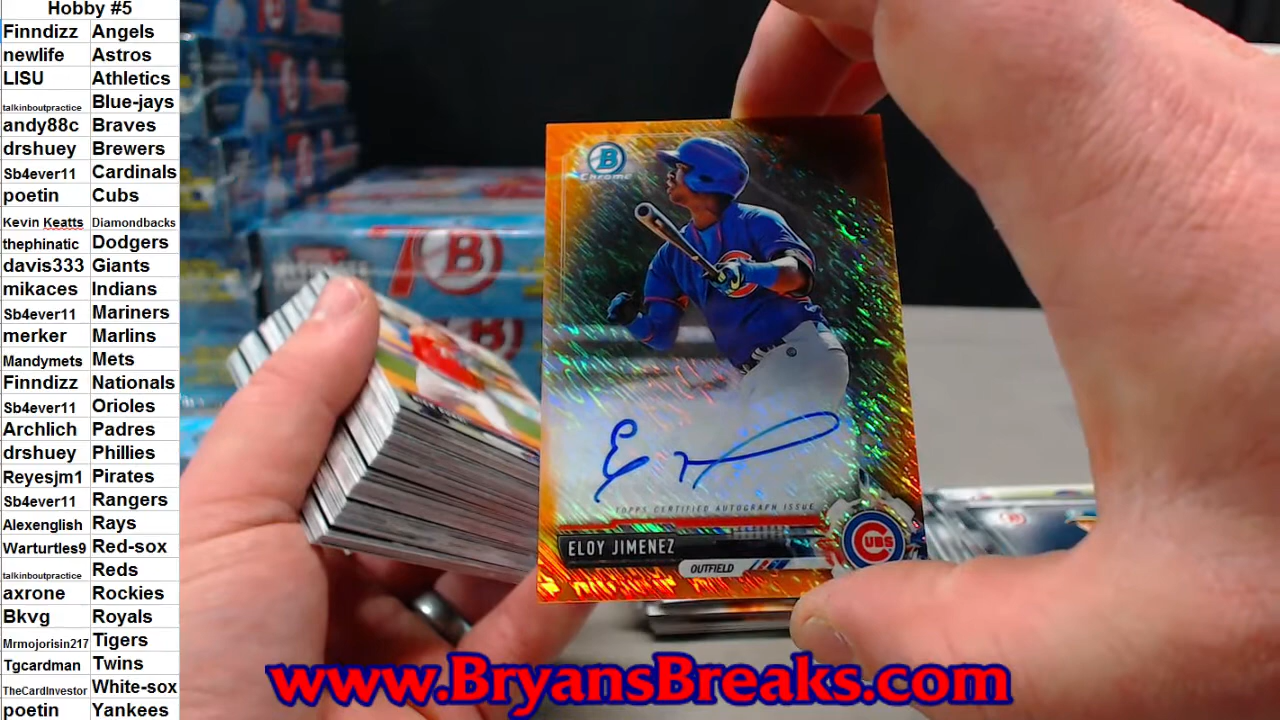 Hobby #5
Finndizz Angels
newlife Astros
LISU Athletics
talkinboutpractice Blue-jays
andy88c Braves
drshuey Brewers
Sb4ever11 Cardinals
poetin Cubs
Kevin Keatts Diamondbacks
thephinatic Dodgers
davis333 Giants
mikaces Indians
Sb4ever11 Mariners
merker Marlins
Mandymets Mets
Finndizz Nationals
Sb4ever11 Orioles
Archlich Padres
drshuey Phillies
Reyesjm1 Pirates
Sb4ever11 Rangers
Alexenglish Rays
Warturtles9 Red-sox
talkinboutpractice Reds
axrone Rockies
Bkvg Royals
Mrmojorisin217 Tigers
Tgcardman Twins
TheCardInvestor White-sox
poetin Yankees
B
Chrome
TOPPS CERTIFIED AUTOGRAPH ISSUE
ELOY JIMENEZ
OUTFIELD
CUBS
70 B
www.BryansBreaks.com